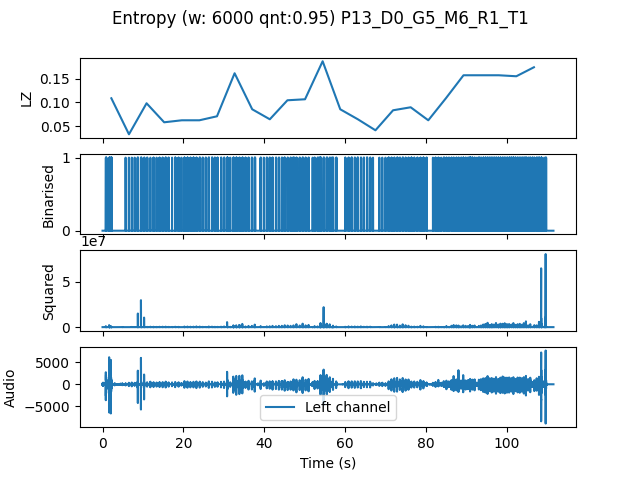 Entropy (w: 6000 qnt:0.95) P13_D0_G5_M6_R1_T1
LZ
0.15
0.10
0.05
Binarised
1
0
1e7
Squared
5
0
Audio
5000
0
−5000
Left channel
0 20 40 60 80 100
Time (s)